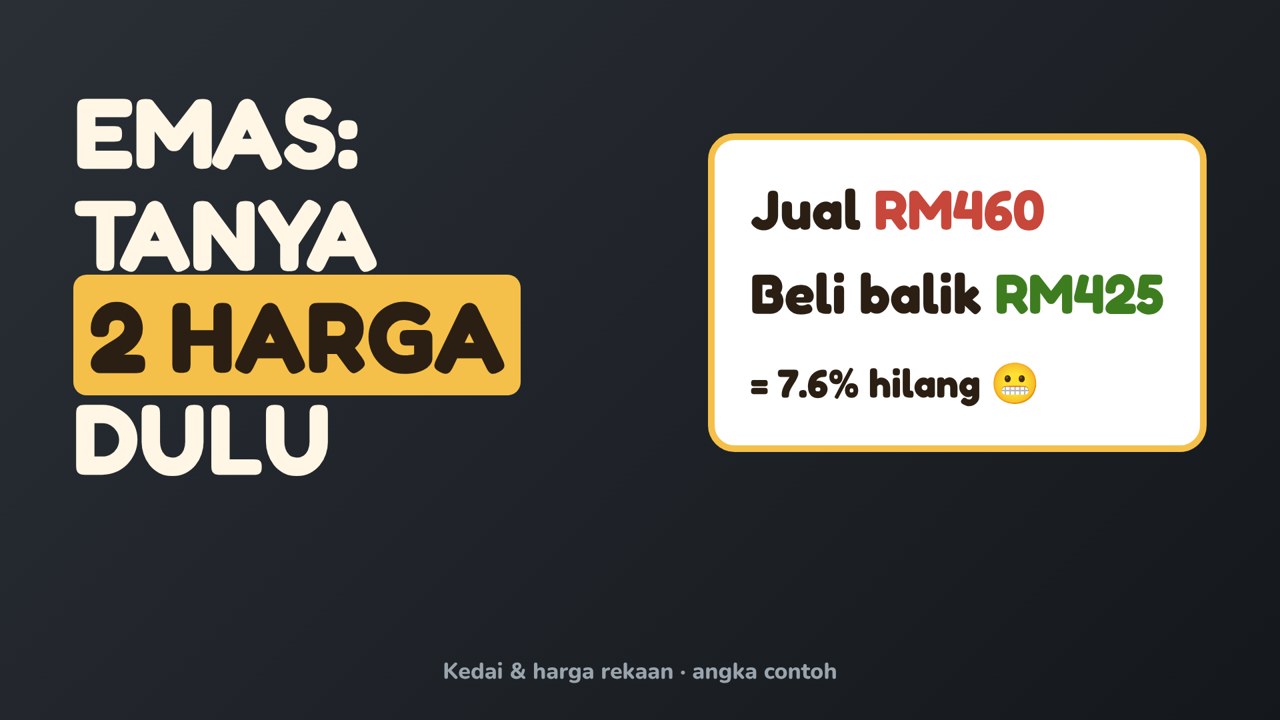 EMAS:
TANYA
2 HARGA
DULU
Jual RM460
Beli balik RM425
= 7.6% hilang 😬
Kedai & harga rekaan · angka contoh